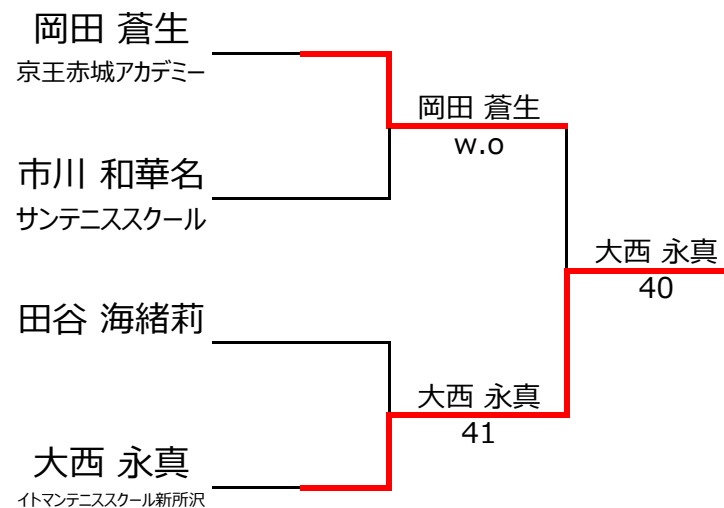 岡田 蒼生
京王赤城アカデミー
岡田 蒼生
w.o
市川 和華名
サンテニススクール
大西 永真
40
田谷 海緒莉
大西 永真
41
大西 永真
イトマンテニススクール新所沢